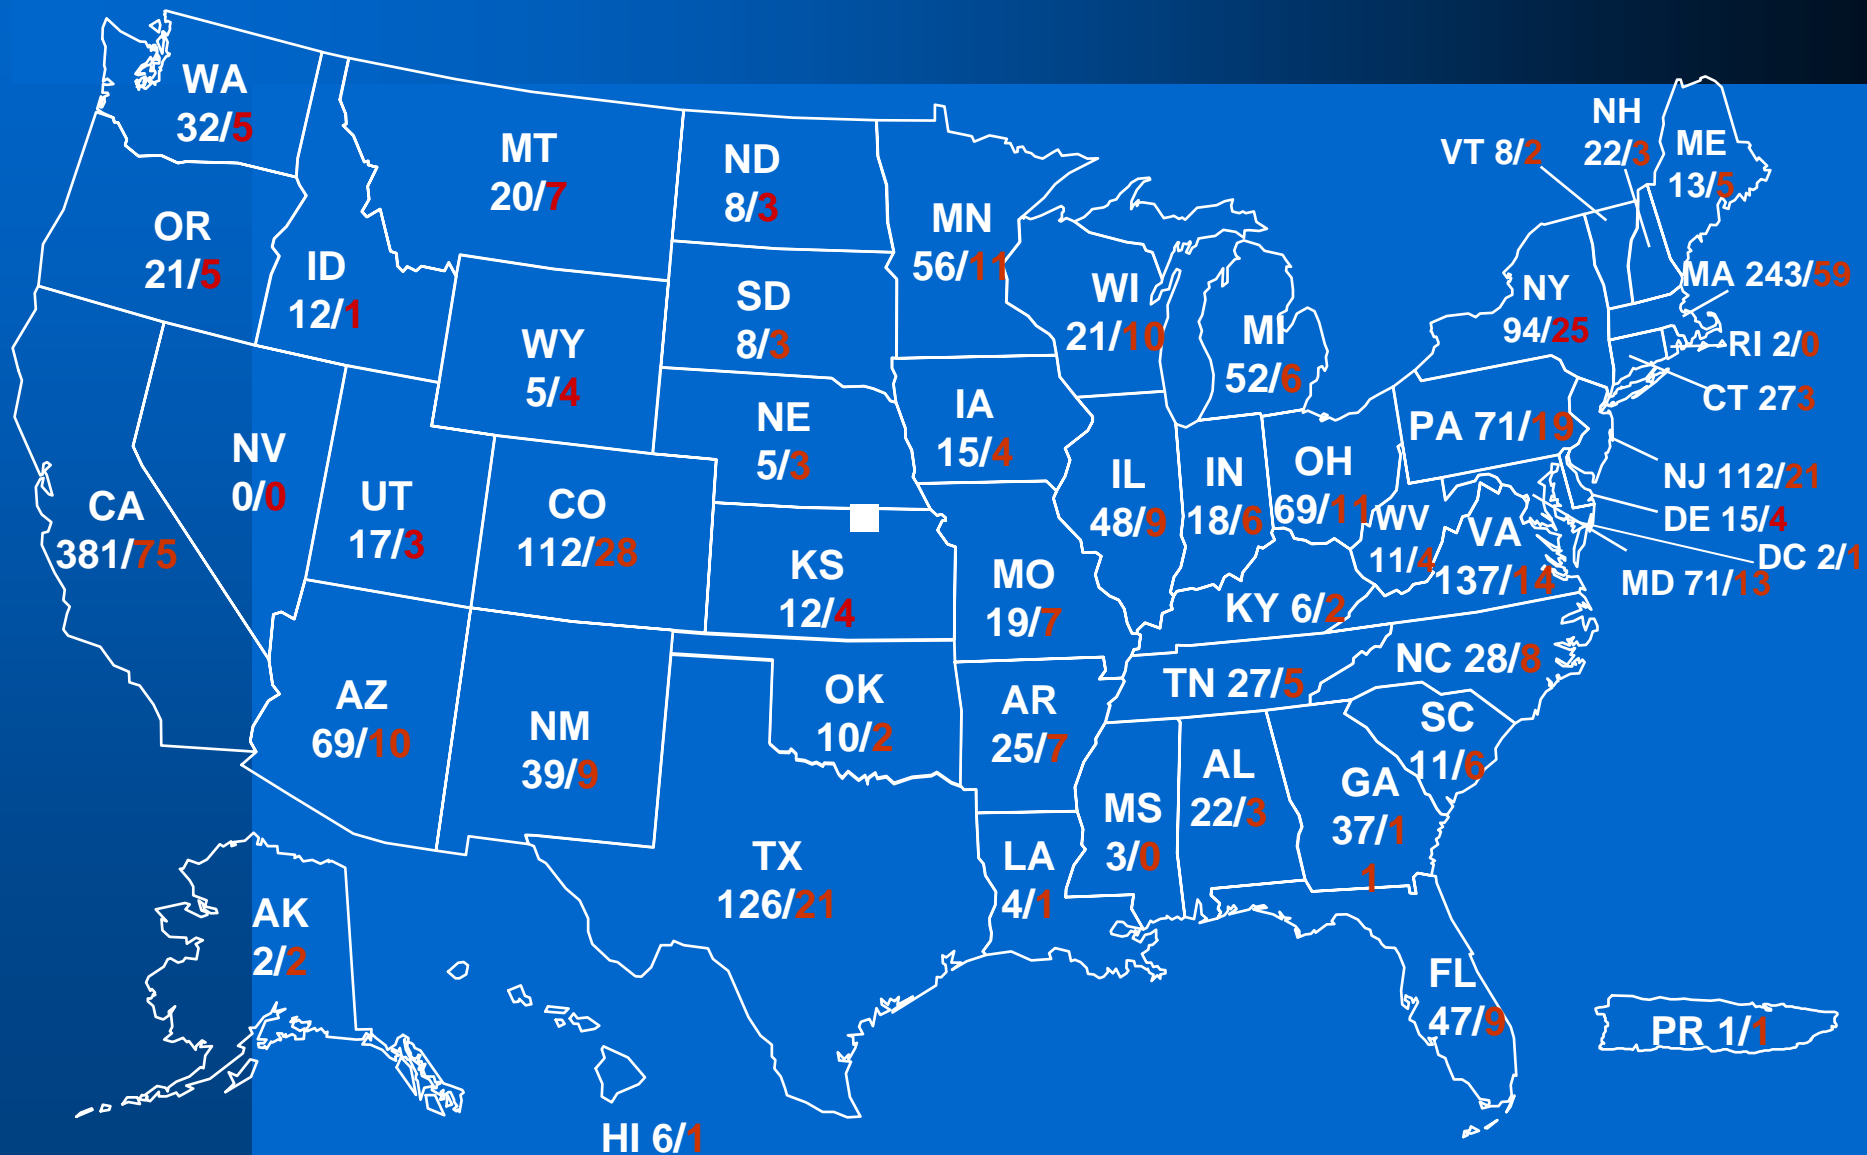 WA
32/5
OR
21/5
ID
12/1
MT
20/7
ND
8/3
SD
8/3
WY
5/4
NE
5/3
MN
56/11
WI
21/10
MI
52/6
IA
15/4
NV
0/0
UT
17/3
CA
381/75
CO
112/28
KS
12/4
MO
19/7
IL
48/9
IN
18/6
OH
69/11
WV
11/4
VA
137/14
KY 6/2
NC 28/8
TN 27/5
SC
11/6
AZ
69/10
NM
39/9
OK
10/2
AR
25/7
TX
126/21
LA
4/1
MS
3/0
AL
22/3
GA
37/1
1
FL
47/9
AK
2/2
HI 6/1
PR 1/1
VT 8/2
NH
22/3
ME
13/5
NY
94/25
MA 243/59
RI 2/0
CT 273
PA 71/19
NJ 112/21
DE 15/4
DC 2/1
MD 71/13